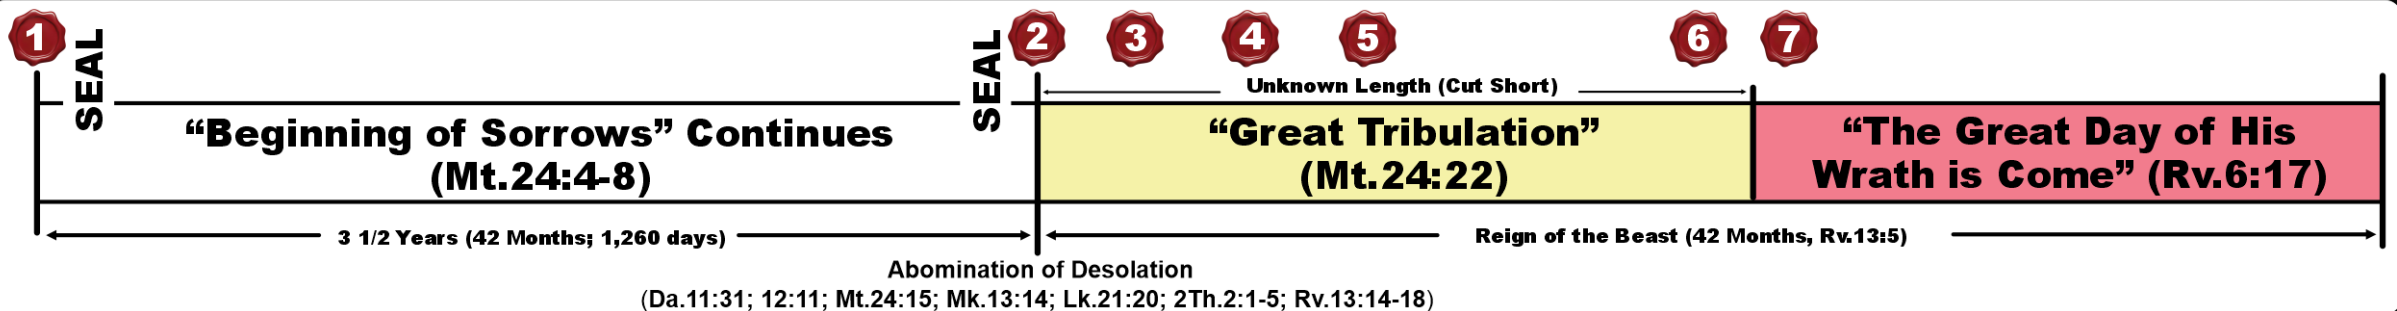 1
SEAL
SEAL
2
3
4
5
6
7
Unknown Length (Cut Short)
“Beginning of Sorrows” Continues
(Mt.24:4-8)
“Great Tribulation”
(Mt.24:22)
“The Great Day of His
Wrath is Come” (Rv.6:17)
3 1/2 Years (42 Months; 1,260 days)
Reign of the Beast (42 Months, Rv.13:5)
Abomination of Desolation
(Da.11:31; 12:11; Mt.24:15; Mk.13:14; Lk.21:20; 2Th.2:1-5; Rv.13:14-18)